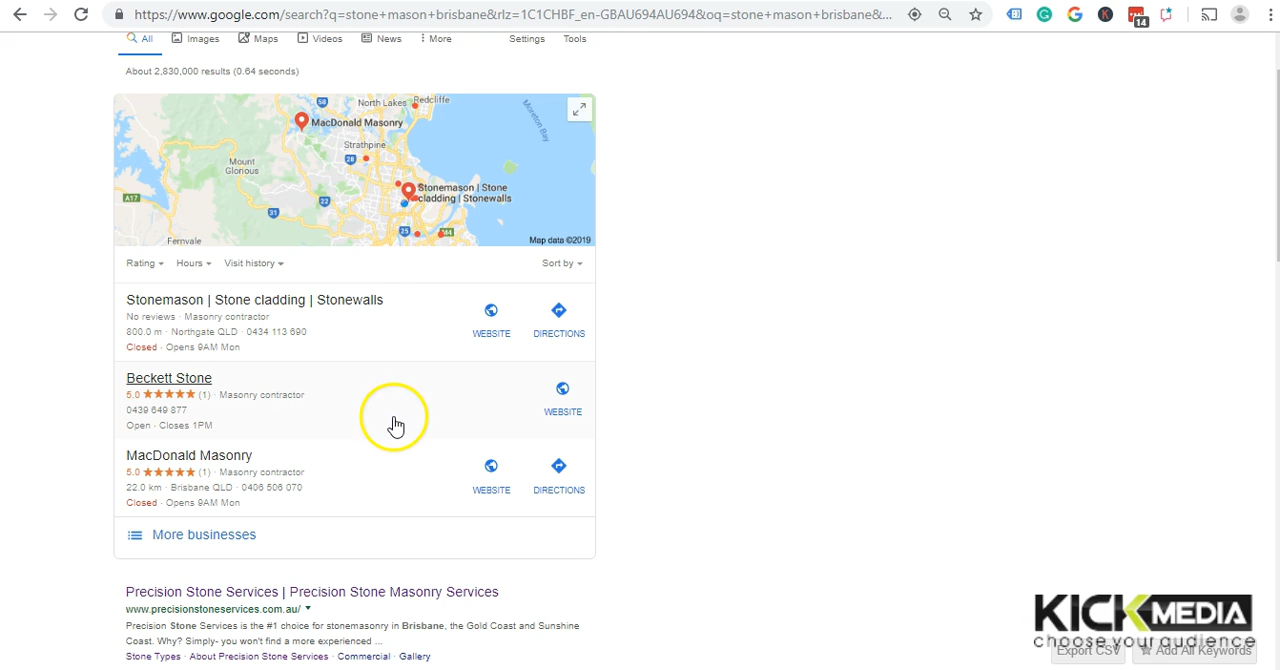 https://www.google.com/search?q=stone+mason+brisbane&rlz=1C1CHBF_en-GBAU694AU694&oq=stone+mason+brisbane&...
14
All Images Maps Videos News More Settings Tools
About 2,830,000 results (0.64 seconds)
58 North Lakes Redcliffe
MacDonald Masonry
Moreton Bay
Strathpine
28
Mount Glorious
Stonemason | Stone cladding | Stonewalls
A17
22
31
25 M4
Fernvale
Map data ©2019
Rating Hours Visit history Sort by
Stonemason | Stone cladding | Stonewalls
No reviews · Masonry contractor
800.0 m · Northgate QLD · 0434 113 690
Closed · Opens 9AM Mon
WEBSITE DIRECTIONS
Beckett Stone
5.0 ★★★★★ (1) · Masonry contractor
0439 649 877
Open · Closes 1PM
WEBSITE
MacDonald Masonry
5.0 ★★★★★ (1) · Masonry contractor
22.0 km · Brisbane QLD · 0406 506 070
Closed · Opens 9AM Mon
WEBSITE DIRECTIONS
More businesses
Precision Stone Services | Precision Stone Masonry Services
www.precisionstoneservices.com.au/
Precision Stone Services is the #1 choice for stonemasonry in Brisbane, the Gold Coast and Sunshine
Coast. Why? Simply- you won't find a more experienced ...
Stone Types · About Precision Stone Services · Commercial · Gallery
KICKMEDIA
choose your audience
Export CSV Add All Keywords